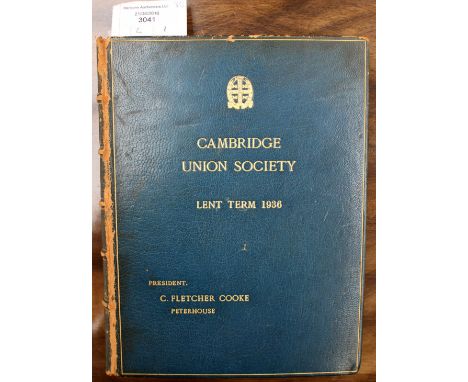 3041
CAMBRIDGE
UNION SOCIETY
LENT TERM 1936
PRESIDENT.
C. FLETCHER COOKE
PETERHOUSE